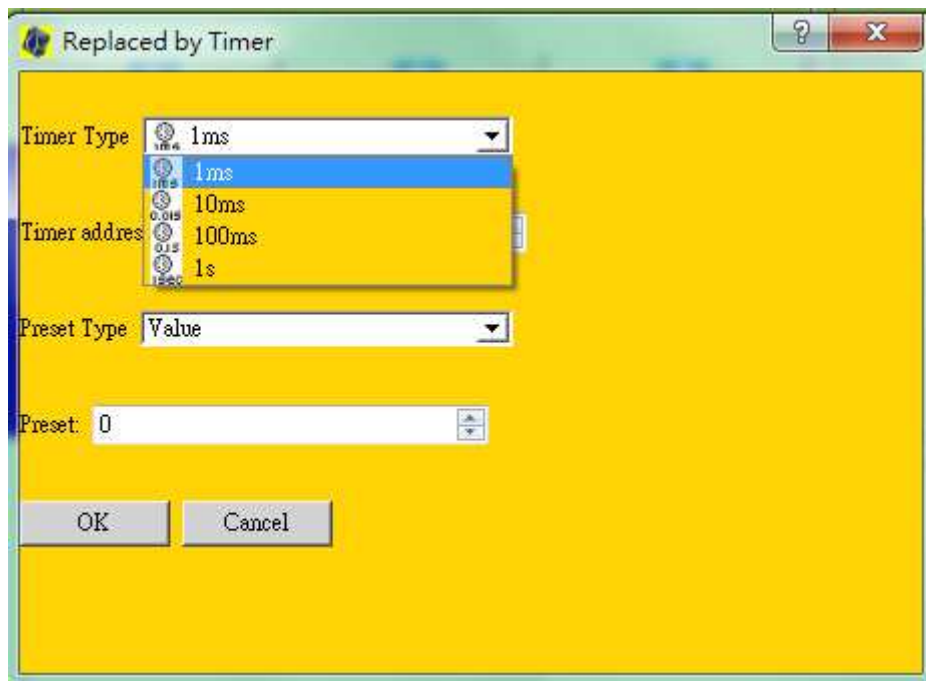 Replaced by Timer
Timer Type 1ms
1ms
10ms
Timer addres
100ms
1s
Preset Type Value
Preset: 0
OK Cancel